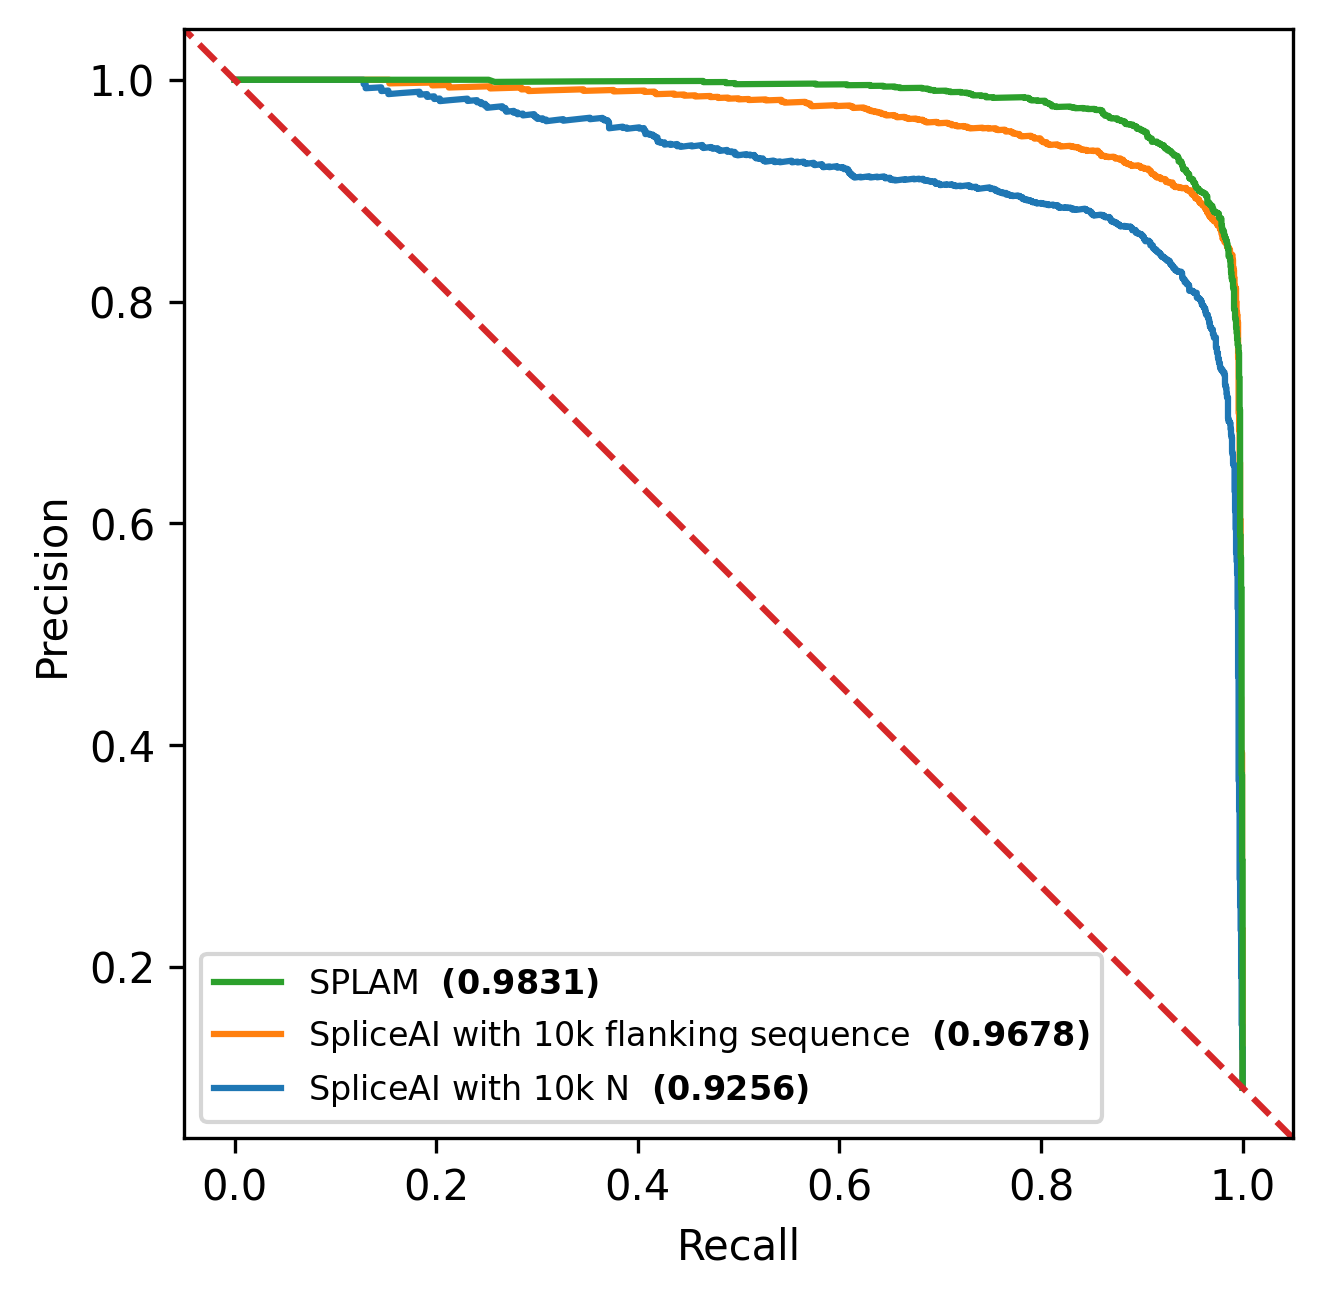 1.0
0.8
0.6
0.4
0.2
Precision
SPLAM (0.9831)
SpliceAI with 10k flanking sequence (0.9678)
SpliceAI with 10k N (0.9256)
0.0 0.2 0.4 0.6 0.8 1.0
Recall